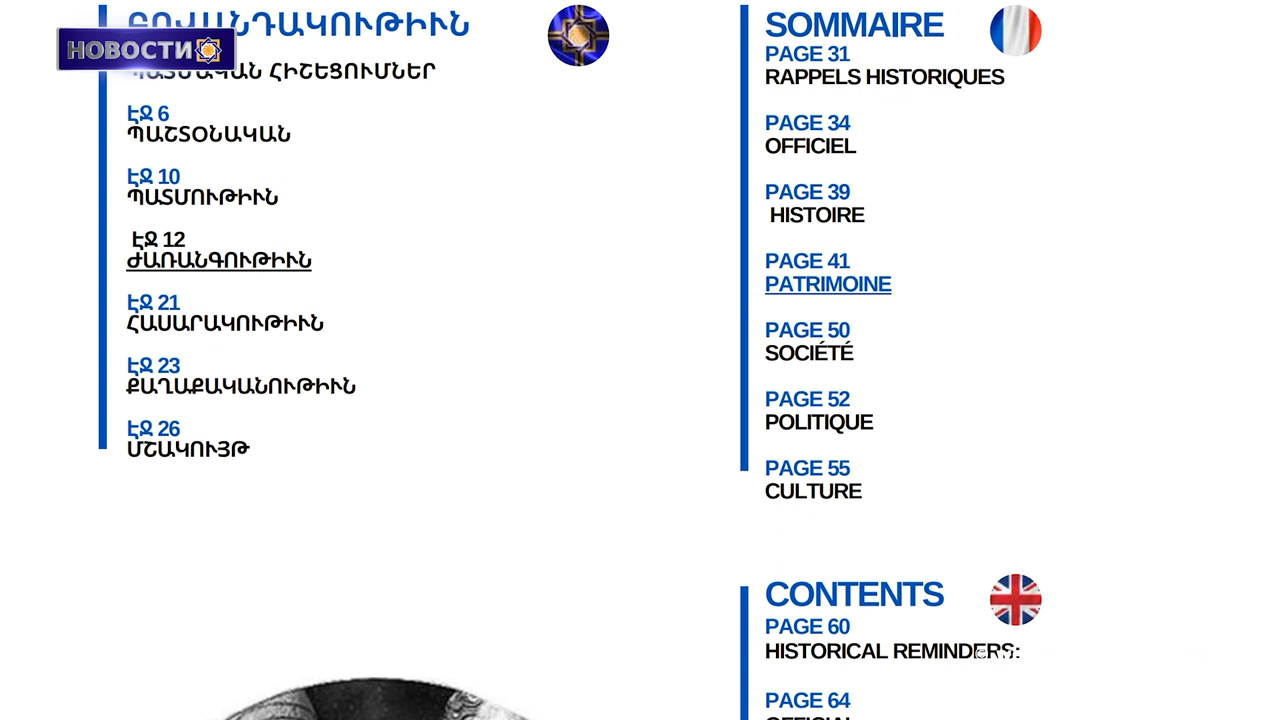 НОВОСТИ
ԲՈՎԱՆԴԱԿՈՒԹԻՒՆ
ՊԱՏՄԱԿԱՆ ՀԻՇԵՑՈՒՄՆԵՐ
ԷՋ 6
ՊԱՇՏՕՆԱԿԱՆ
ԷՋ 10
ՊԱՏՄՈՒԹԻՒՆ
ԷՋ 12
ԺԱՌԱՆԳՈՒԹԻՒՆ
ԷՋ 21
ՀԱՍԱՐԱԿՈՒԹԻՒՆ
ԷՋ 23
ՔԱՂԱՔԱԿԱՆՈՒԹԻՒՆ
ԷՋ 26
ՄՇԱԿՈՅԹ
SOMMAIRE
PAGE 31
RAPPELS HISTORIQUES
PAGE 34
OFFICIEL
PAGE 39
HISTOIRE
PAGE 41
PATRIMOINE
PAGE 50
SOCIÉTÉ
PAGE 52
POLITIQUE
PAGE 55
CULTURE
CONTENTS
PAGE 60
HISTORICAL REMINDERS:
PAGE 64
OFFICIAL